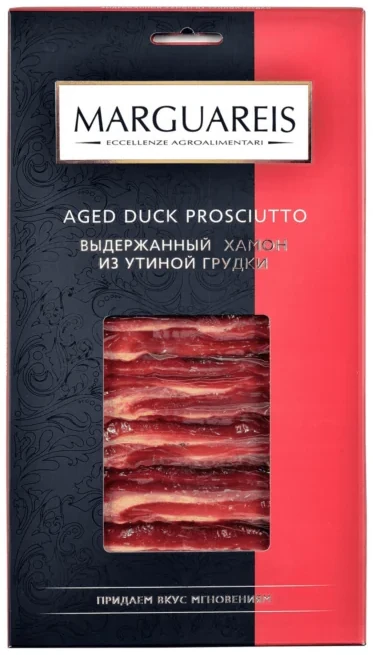 MARGUAREIS
ECCELLENZE AGROALIMENTARI
AGED DUCK PROSCIUTTO
ВЫДЕРЖАННЫЙ ХАМОН
ИЗ УТИНОЙ ГРУДКИ
ПРИДАЕМ ВКУС МГНОВЕНИЯМ